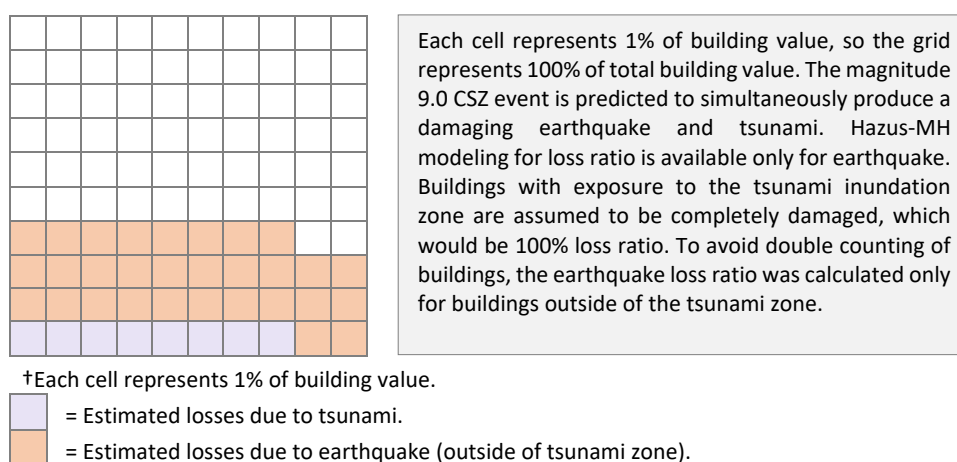 Each cell represents 1% of building value, so the grid
represents 100% of total building value. The magnitude
9.0 CSZ event is predicted to simultaneously produce a
damaging earthquake and tsunami. Hazus-MH
modeling for loss ratio is available only for earthquake.
Buildings with exposure to the tsunami inundation
zone are assumed to be completely damaged, which
would be 100% loss ratio. To avoid double counting of
buildings, the earthquake loss ratio was calculated only
for buildings outside of the tsunami zone.
†Each cell represents 1% of building value.
= Estimated losses due to tsunami.
= Estimated losses due to earthquake (outside of tsunami zone).